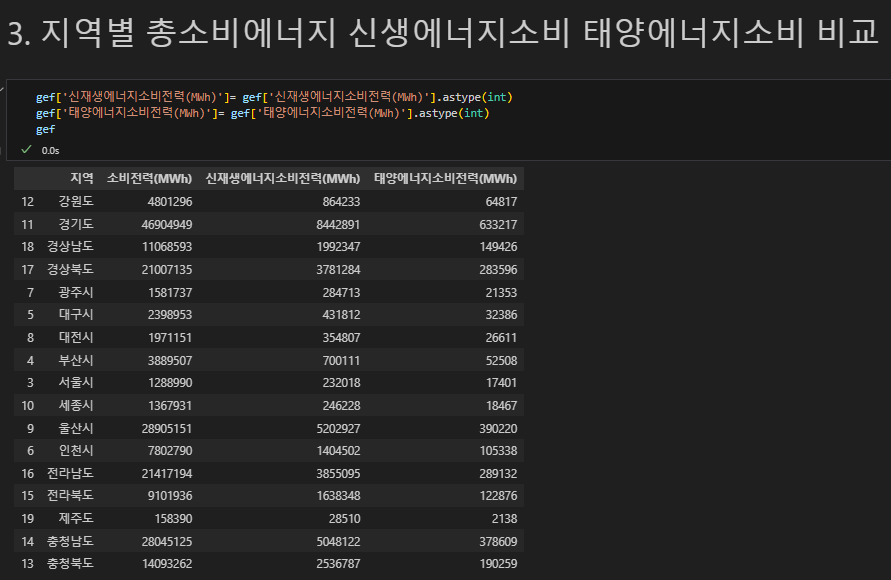 3. 지역별 총소비에너지 신생에너지소비 태양에너지소비 비교
gef['신재생에너지소비전력(MWh)']= gef['신재생에너지소비전력(MWh)'].astype(int)
gef['태양에너지소비전력(MWh)']= gef['태양에너지소비전력(MWh)'].astype(int)
gef
0.0s
지역 소비전력(MWh) 신재생에너지소비전력(MWh) 태양에너지소비전력(MWh)
12 강원도 4801296 864233 64817
11 경기도 46904949 8442891 633217
18 경상남도 11068593 1992347 149426
17 경상북도 21007135 3781284 283596
7 광주시 1581737 284713 21353
5 대구시 2398953 431812 32386
8 대전시 1971151 354807 26611
4 부산시 3889507 700111 52508
3 서울시 1288990 232018 17401
10 세종시 1367931 246228 18467
9 울산시 28905151 5202927 390220
6 인천시 7802790 1404502 105338
16 전라남도 21417194 3855095 289132
15 전라북도 9101936 1638348 122876
19 제주도 158390 28510 2138
14 충청남도 28045125 5048122 378609
13 충청북도 14093262 2536787 190259